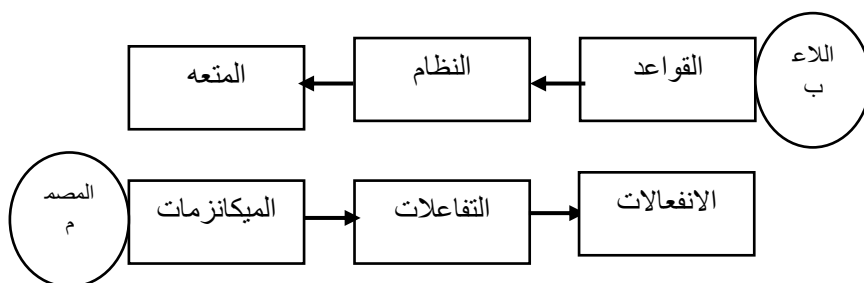 اللاعب
القواعد
النظام
المتعه
المصمم
الميكانزمات
التفاعلات
الانفعالات